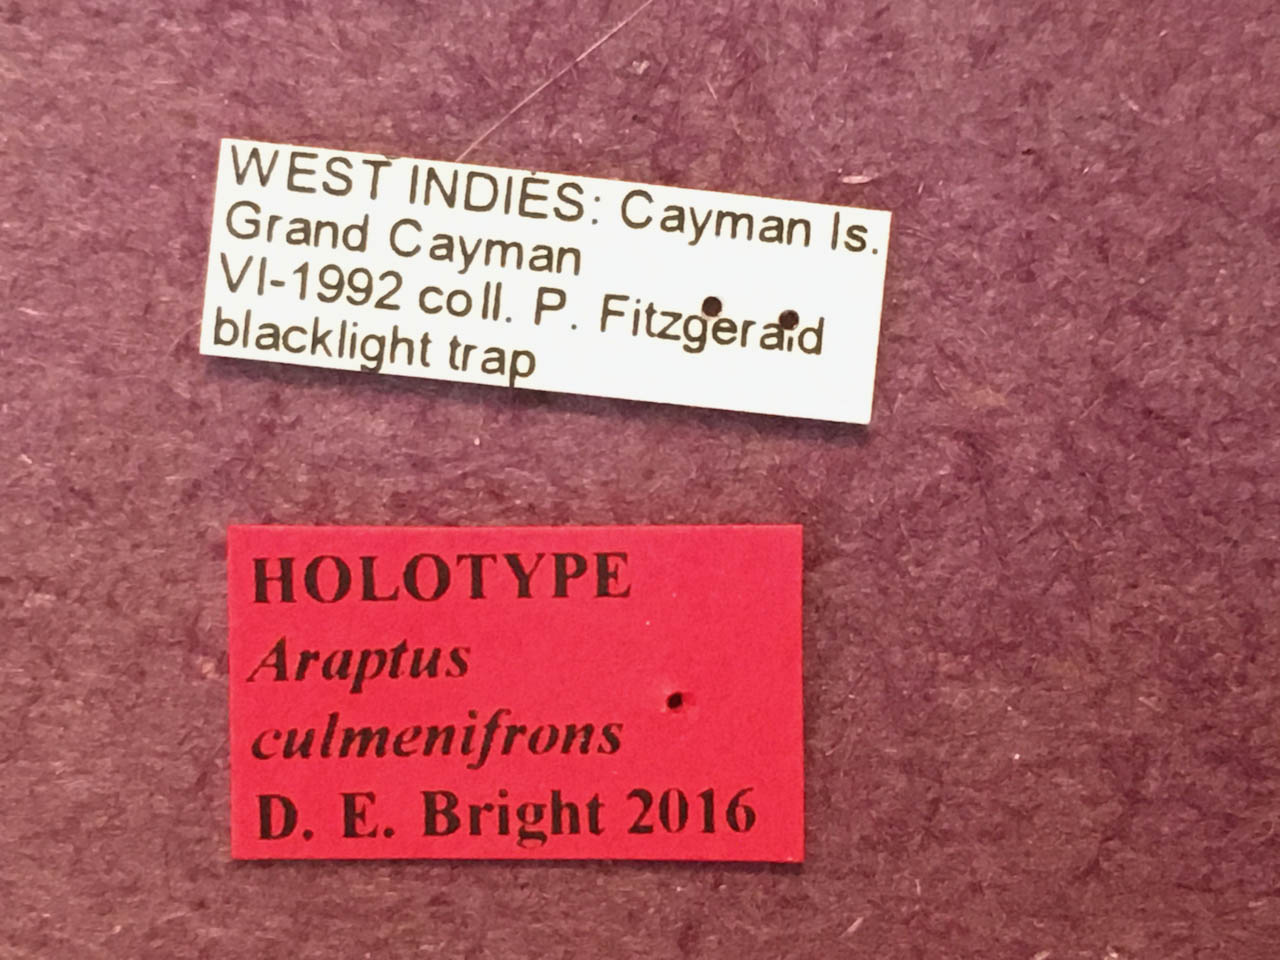 WEST INDIES: Cayman Is.
Grand Cayman
VI-1992 coll. P. Fitzgerald
blacklight trap
HOLOTYPE
Araptus
culmenifrons
D. E. Bright 2016